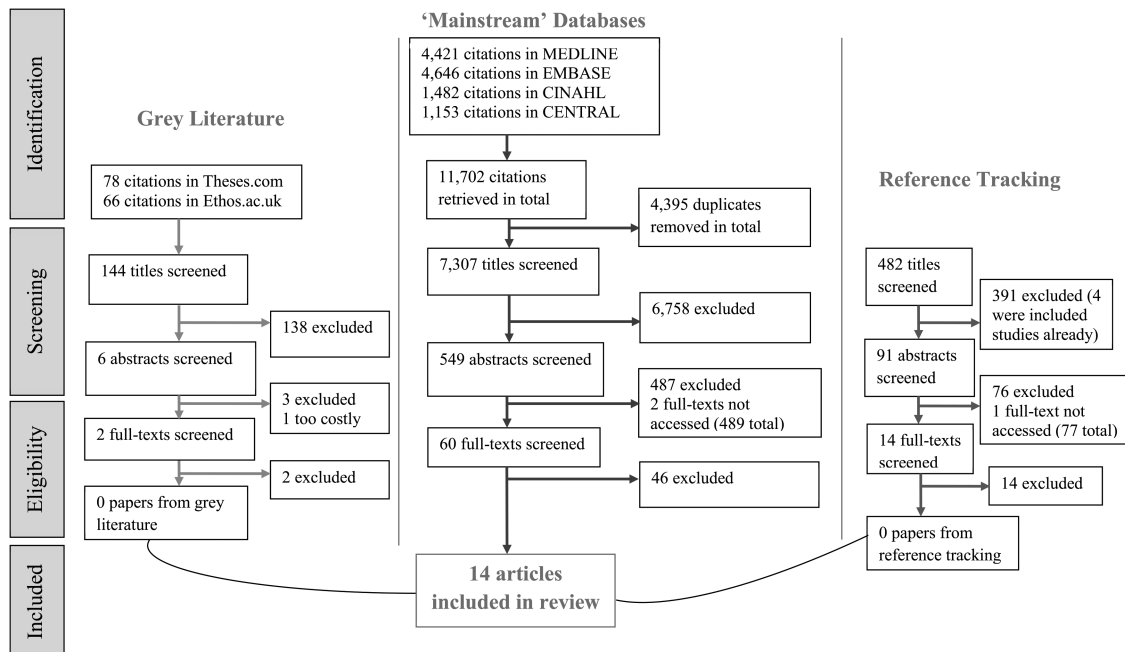 Identification
Screening
Eligibility
Included
Grey Literature
78 citations in Theses.com
66 citations in Ethos.ac.uk
144 titles screened
138 excluded
6 abstracts screened
3 excluded
1 too costly
2 full-texts screened
2 excluded
0 papers from grey
literature
‘Mainstream’ Databases
4,421 citations in MEDLINE
4,646 citations in EMBASE
1,482 citations in CINAHL
1,153 citations in CENTRAL
11,702 citations
retrieved in total
4,395 duplicates
removed in total
7,307 titles screened
6,758 excluded
549 abstracts screened
487 excluded
2 full-texts not
accessed (489 total)
60 full-texts screened
46 excluded
14 articles
included in review
Reference Tracking
482 titles
screened
391 excluded (4
were included
studies already)
91 abstracts
screened
76 excluded
1 full-text not
accessed (77 total)
14 full-texts
screened
14 excluded
0 papers from
reference tracking